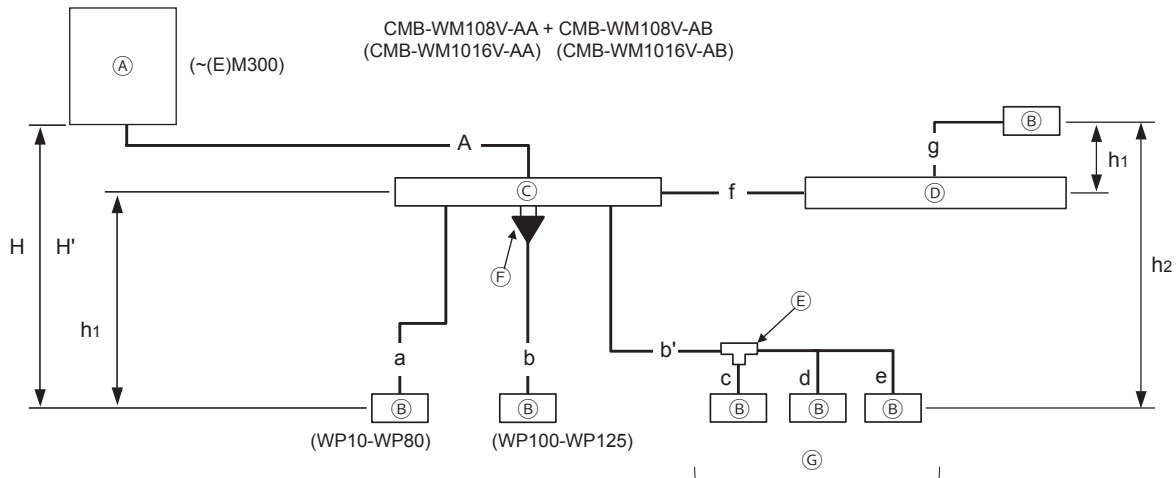 CMB-WM108V-AA + CMB-WM108V-AB
(CMB-WM1016V-AA) (CMB-WM1016V-AB)
Ⓐ
(~(E)M300)
Ⓑ
A
g
h1
Ⓒ
f
Ⓓ
H
H'
h2
Ⓕ
Ⓔ
h1
a
b
b'
c
d
e
Ⓑ
Ⓑ
Ⓑ
Ⓑ
Ⓑ
(WP10-WP80)
(WP100-WP125)
Ⓖ